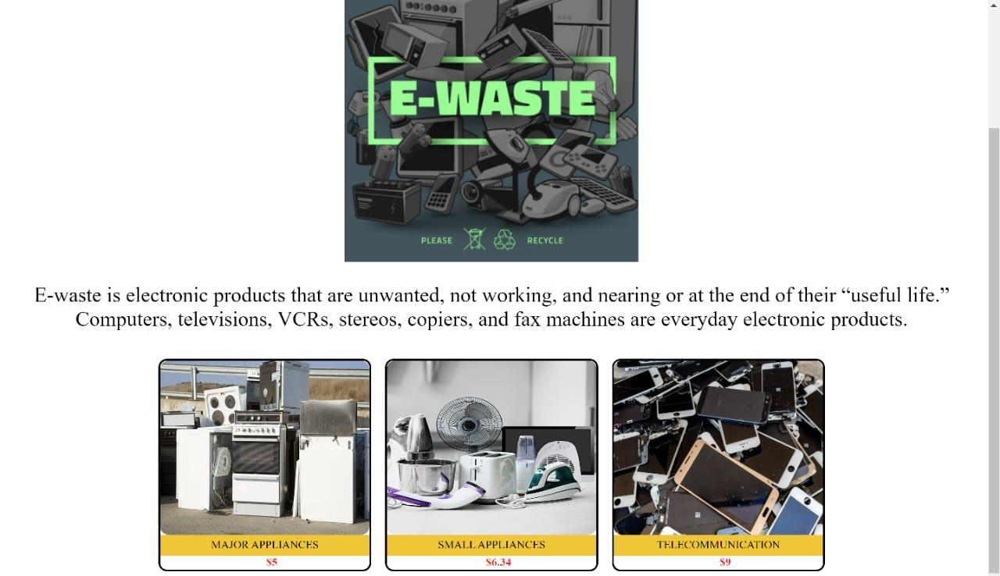 E-WASTE
PLEASE RECYCLE
E-waste is electronic products that are unwanted, not working, and nearing or at the end of their “useful life.”
Computers, televisions, VCRs, stereos, copiers, and fax machines are everyday electronic products.
MAJOR APPLIANCES
$5
SMALL APPLIANCES
$6.34
TELECOMMUNICATION
$9